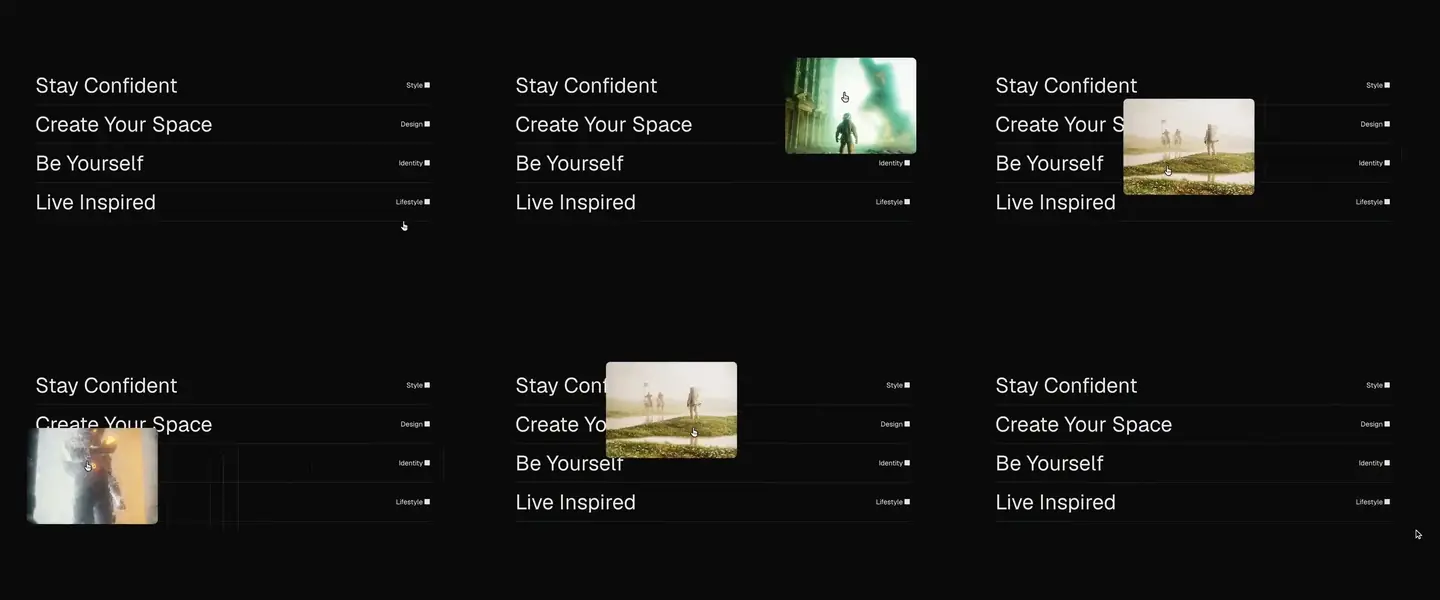 Stay Confident Style
Create Your Space Design
Be Yourself Identity
Live Inspired Lifestyle
Stay Confident
Create Your Space
Be Yourself Identity
Live Inspired Lifestyle
Stay Confident Style
Create Your S Design
Be Yourself Identity
Live Inspired Lifestyle
Stay Confident Style
Create Your Space Design
Identity
Lifestyle
Stay Conf Style
Create Yo Design
Be Yourself Identity
Live Inspired Lifestyle
Stay Confident Style
Create Your Space Design
Be Yourself Identity
Live Inspired Lifestyle